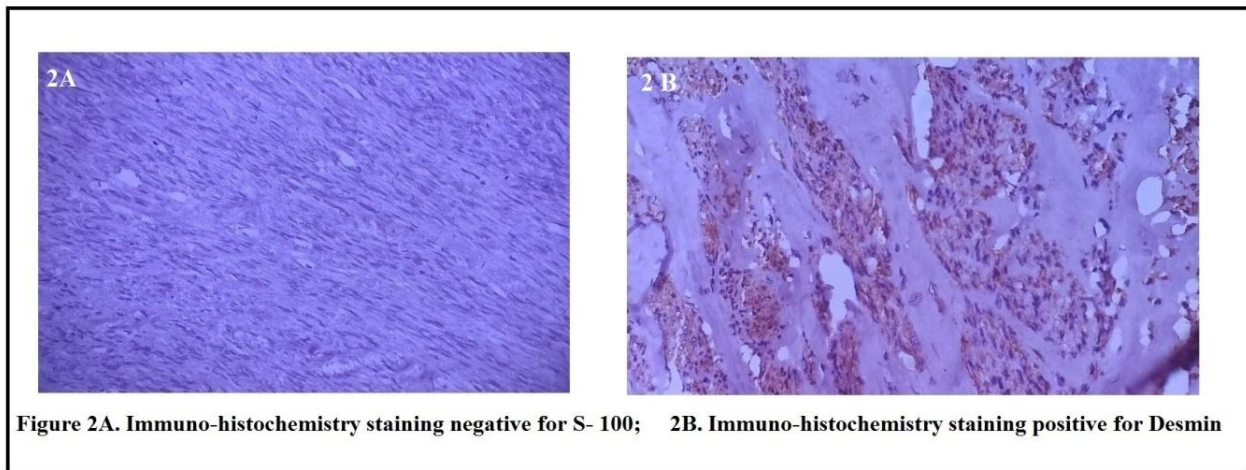 2A
2 B
Figure 2A. Immuno-histochemistry staining negative for S- 100; 2B. Immuno-histochemistry staining positive for Desmin